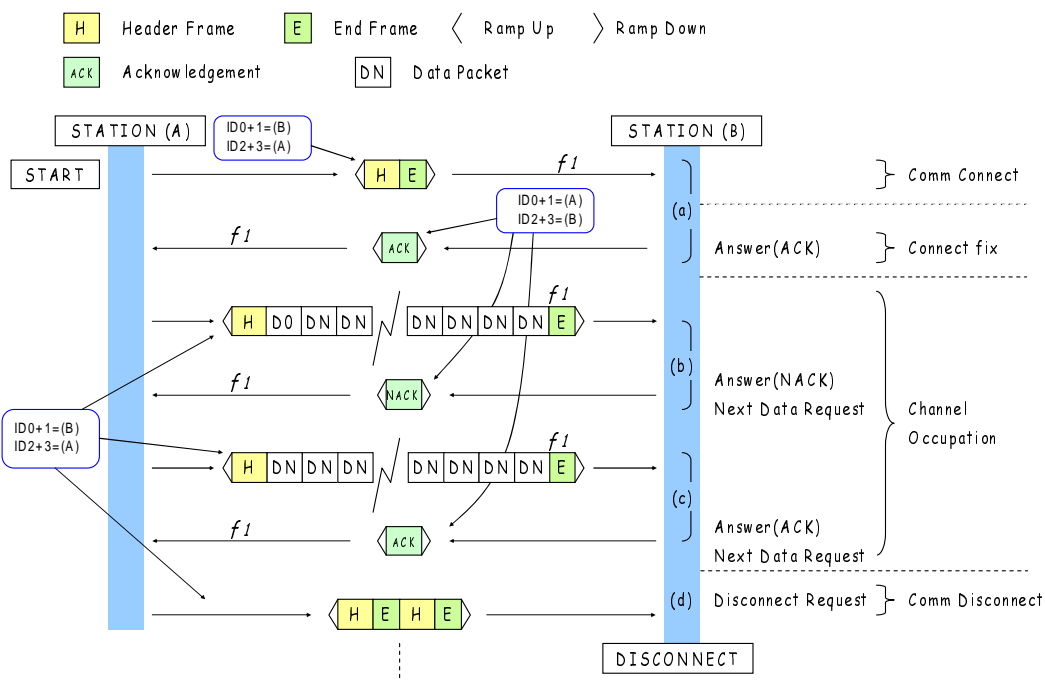 H Header Frame E End Frame 〈 Ramp Up 〉 Ramp Down
ACK Acknowledgement DN Data Packet
STATION (A)
ID0+1=(B)
ID2+3=(A)
STATION (B)
START
H E
f1
Comm Connect
(a)
ID0+1=(A)
ID2+3=(B)
f1
ACK
Answer(ACK)
Connect fix
f1
H D0 DN DN DN DN DN DN E
(b)
f1
NACK
Answer(NACK)
Next Data Request
Channel
Occupation
ID0+1=(B)
ID2+3=(A)
f1
H DN DN DN DN DN DN DN E
(c)
f1
ACK
Answer(ACK)
Next Data Request
H E H E
(d)
Disconnect Request
Comm Disconnect
DISCONNECT